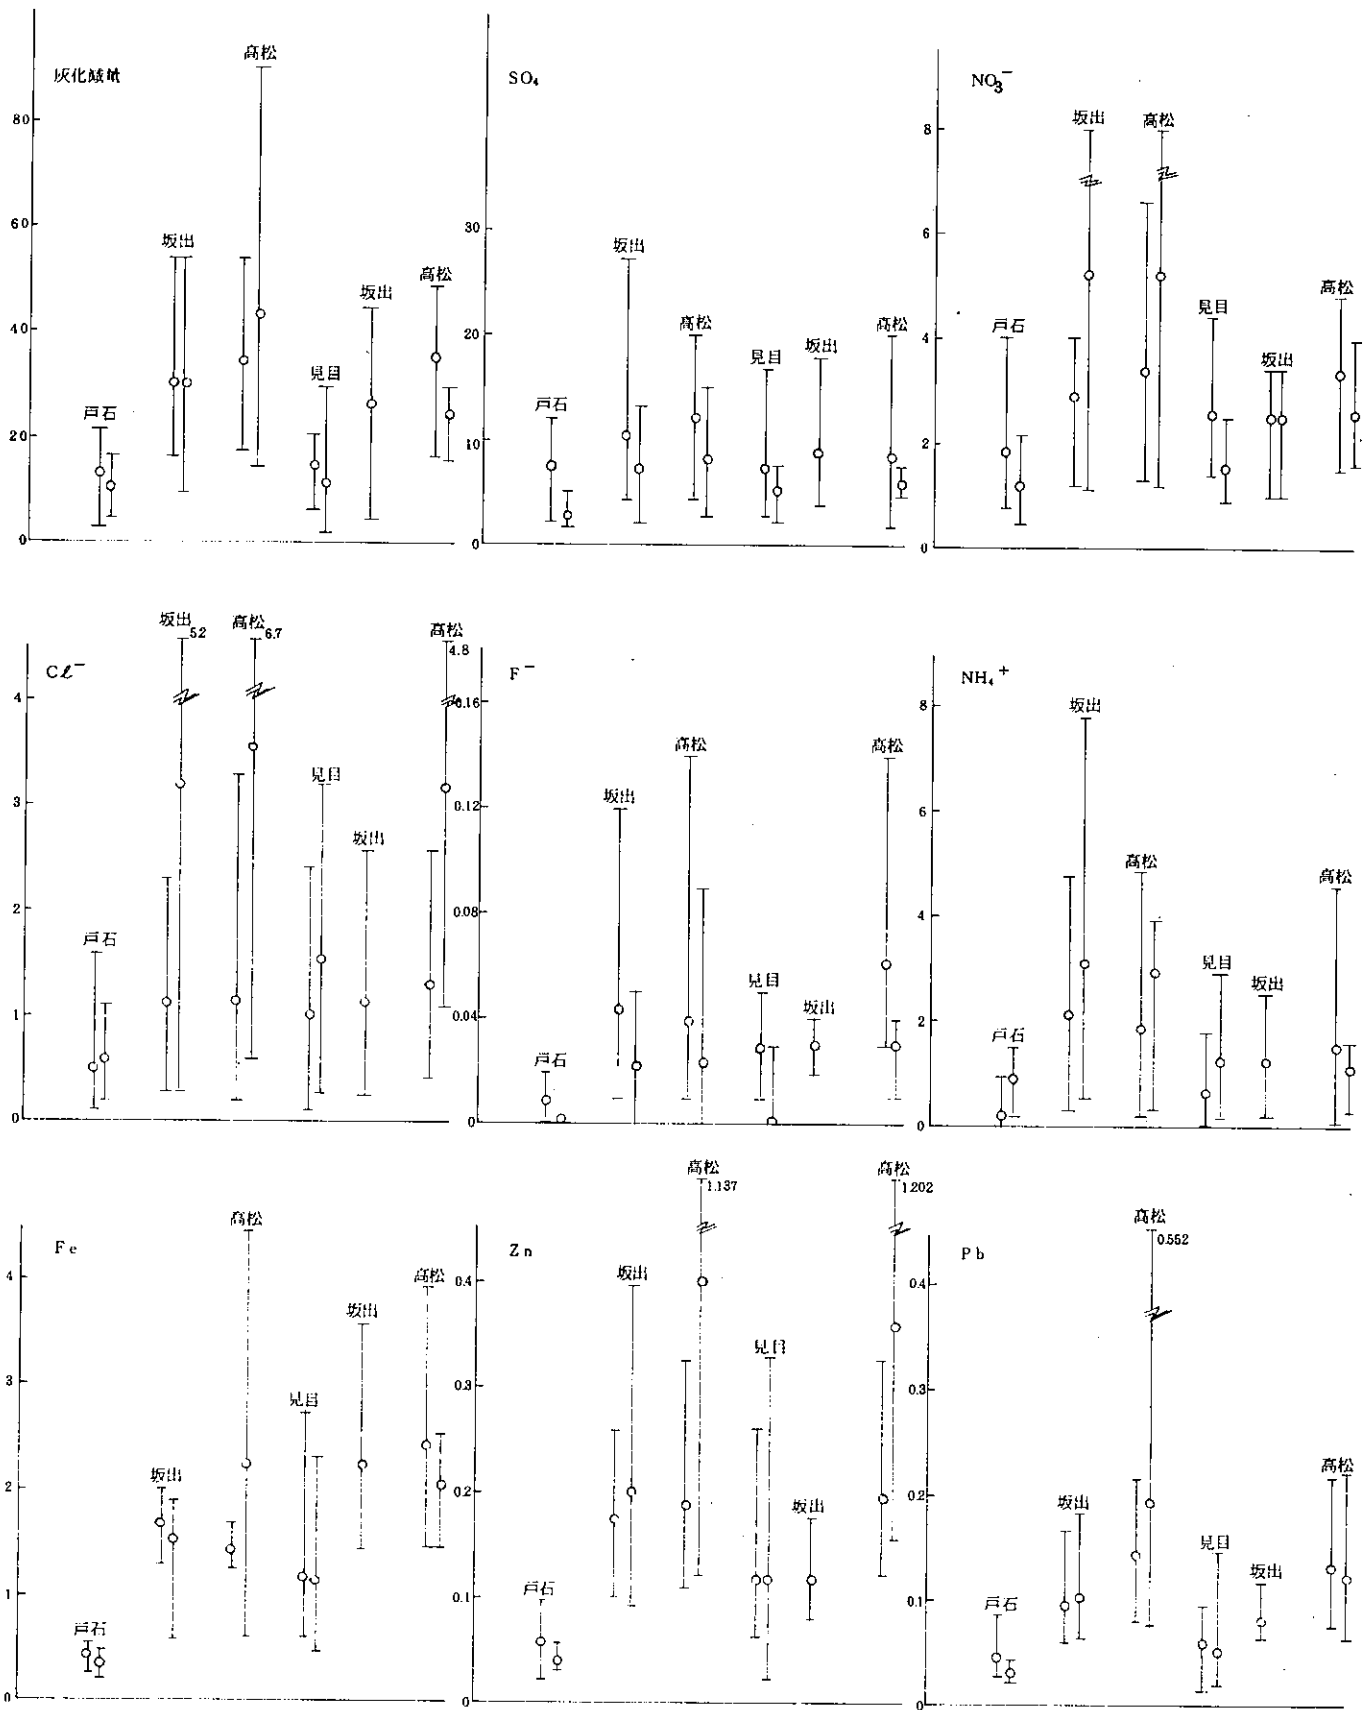 灰化減量
80
60
40
20
0
戸石
坂出
高松
見目
坂出
高松
SO₄
30
20
10
0
戸石
坂出
高松
見目
坂出
高松
NO₃⁻
8
6
4
2
0
戸石
坂出
高松
見目
坂出
高松
Cℓ⁻
4
3
2
1
0
戸石
坂出
5.2
高松
6.7
見目
坂出
高松
4.8
F⁻
0.16
0.12
0.08
0.04
0
戸石
坂出
高松
見目
坂出
高松
NH₄⁺
8
6
4
2
0
戸石
坂出
高松
見目
坂出
高松
Fe
4
3
2
1
0
戸石
坂出
高松
見目
坂出
高松
Zn
0.4
0.3
0.2
0.1
0
戸石
坂出
高松
1.137
見目
坂出
高松
1.202
Pb
0.4
0.3
0.2
0.1
0
戸石
坂出
高松
0.552
見目
坂出
高松